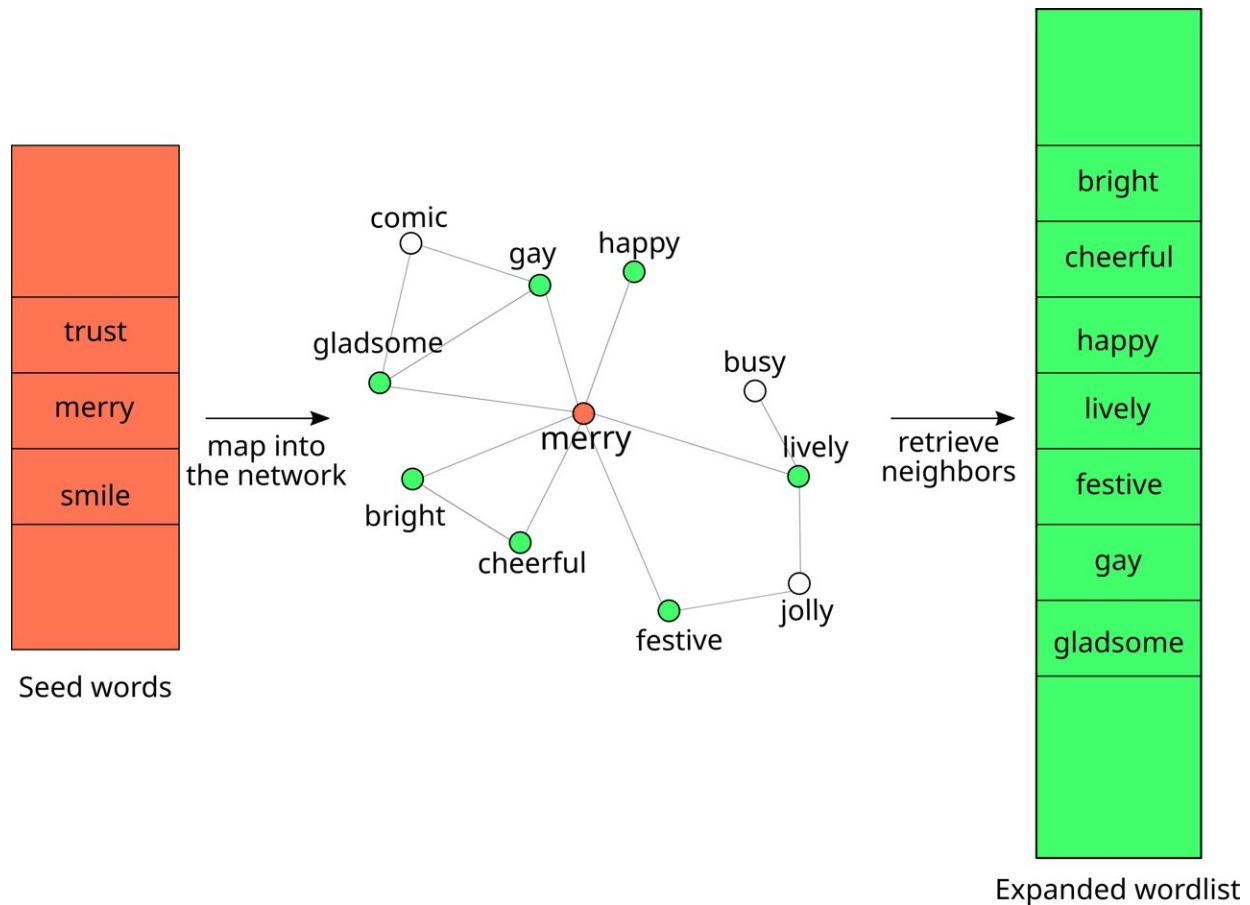 trust
merry
smile
Seed words
map into
the network
comic
gay
happy
gladsome
busy
merry
lively
bright
cheerful
jolly
festive
retrieve
neighbors
bright
cheerful
happy
lively
festive
gay
gladsome
Expanded wordlist